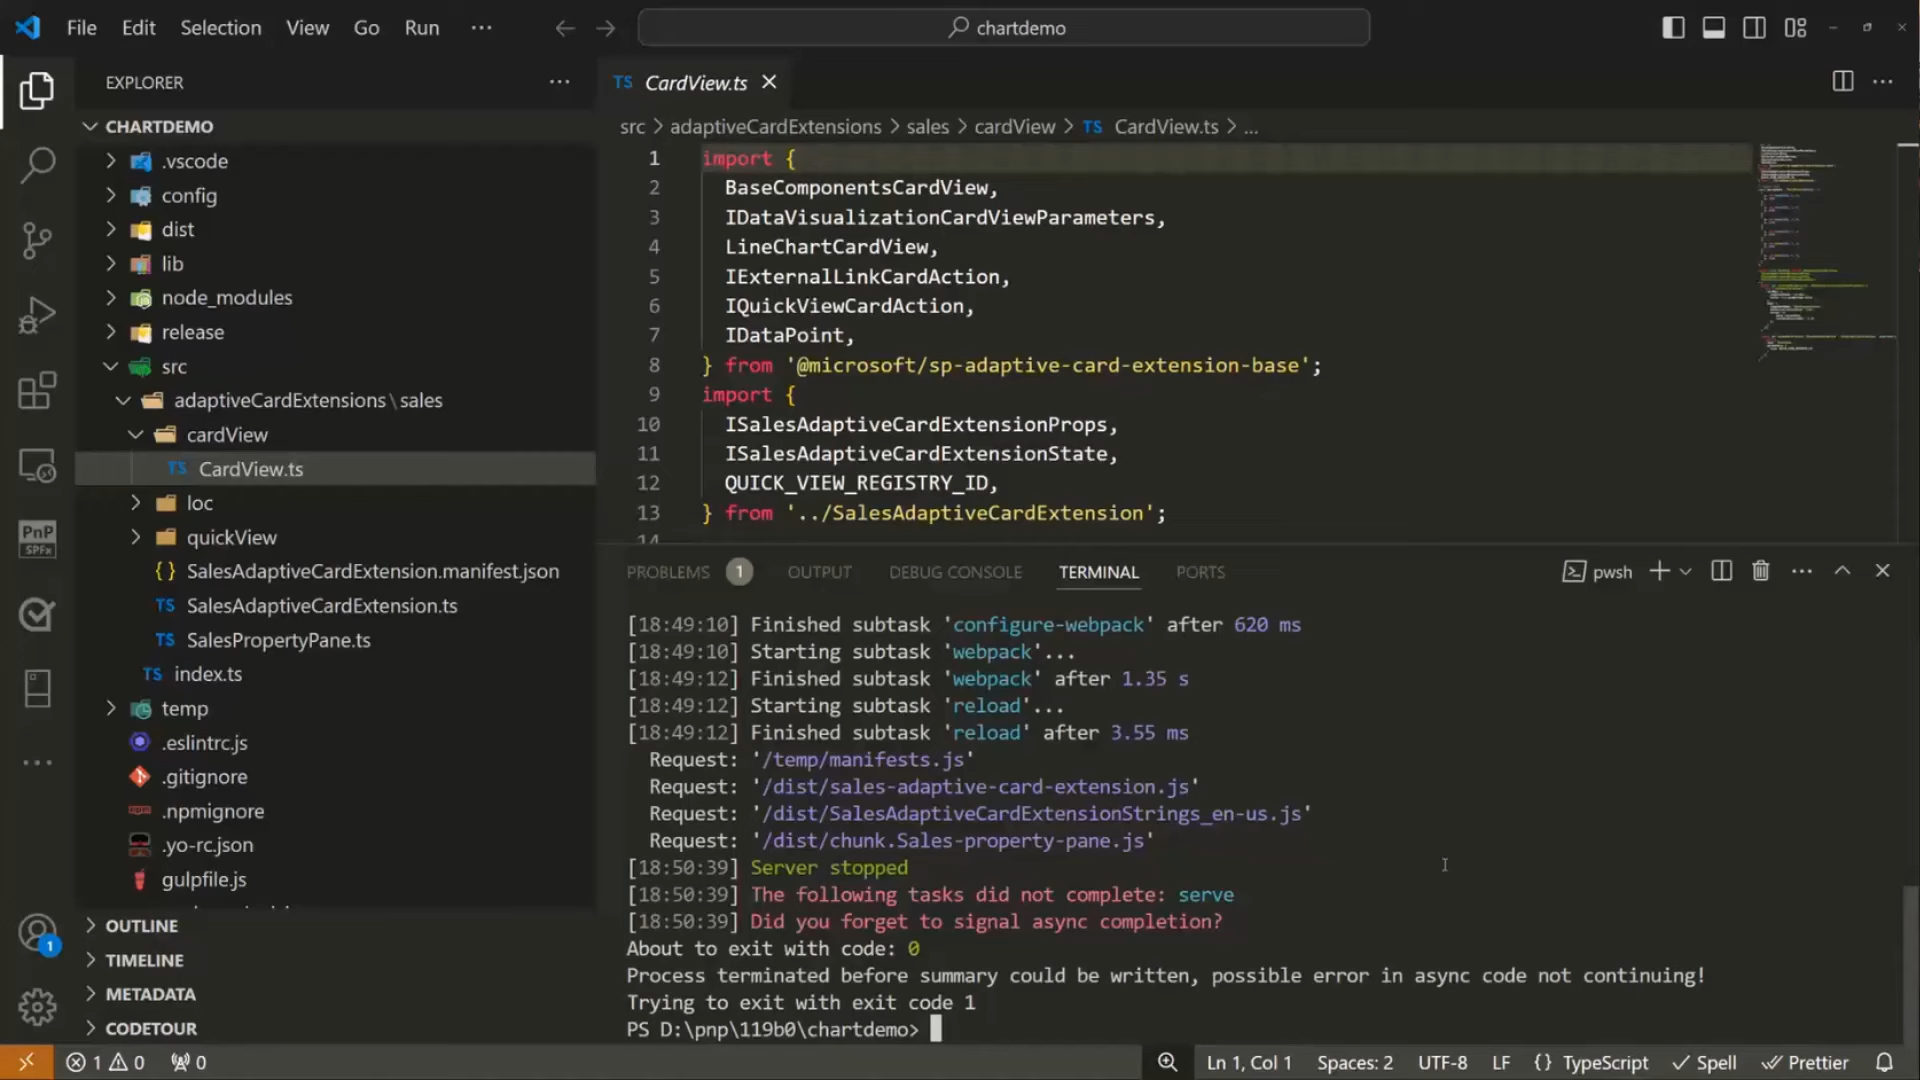 File Edit Selection View Go Run ···
chartdemo
EXPLORER ···
CHARTDEMO
.vscode
config
dist
lib
node_modules
release
src
adaptiveCardExtensions\sales
cardView
TS CardView.ts
loc
quickView
{} SalesAdaptiveCardExtension.manifest.json
TS SalesAdaptiveCardExtension.ts
TS SalesPropertyPane.ts
TS index.ts
temp
.eslintrc.js
.gitignore
.npmignore
.yo-rc.json
gulpfile.js
OUTLINE
TIMELINE
METADATA
CODETOUR
PnP
SPFx
1
TS CardView.ts
src > adaptiveCardExtensions > sales > cardView > TS CardView.ts > ...
1 import {
2 BaseComponentsCardView,
3 IDataVisualizationCardViewParameters,
4 LineChartCardView,
5 IExternalLinkCardAction,
6 IQuickViewCardAction,
7 IDataPoint,
8 } from '@microsoft/sp-adaptive-card-extension-base';
9 import {
10 ISalesAdaptiveCardExtensionProps,
11 ISalesAdaptiveCardExtensionState,
12 QUICK_VIEW_REGISTRY_ID,
13 } from '../SalesAdaptiveCardExtension';
14
PROBLEMS 1 OUTPUT DEBUG CONSOLE TERMINAL PORTS pwsh
[18:49:10] Finished subtask 'configure-webpack' after 620 ms
[18:49:10] Starting subtask 'webpack'...
[18:49:12] Finished subtask 'webpack' after 1.35 s
[18:49:12] Starting subtask 'reload'...
[18:49:12] Finished subtask 'reload' after 3.55 ms
Request: '/temp/manifests.js'
Request: '/dist/sales-adaptive-card-extension.js'
Request: '/dist/SalesAdaptiveCardExtensionStrings_en-us.js'
Request: '/dist/chunk.Sales-property-pane.js'
[18:50:39] Server stopped
[18:50:39] The following tasks did not complete: serve
[18:50:39] Did you forget to signal async completion?
About to exit with code: 0
Process terminated before summary could be written, possible error in async code not continuing!
Trying to exit with exit code 1
PS D:\pnp\119b0\chartdemo>
1 0 0 Ln 1, Col 1 Spaces: 2 UTF-8 LF {} TypeScript Spell Prettier